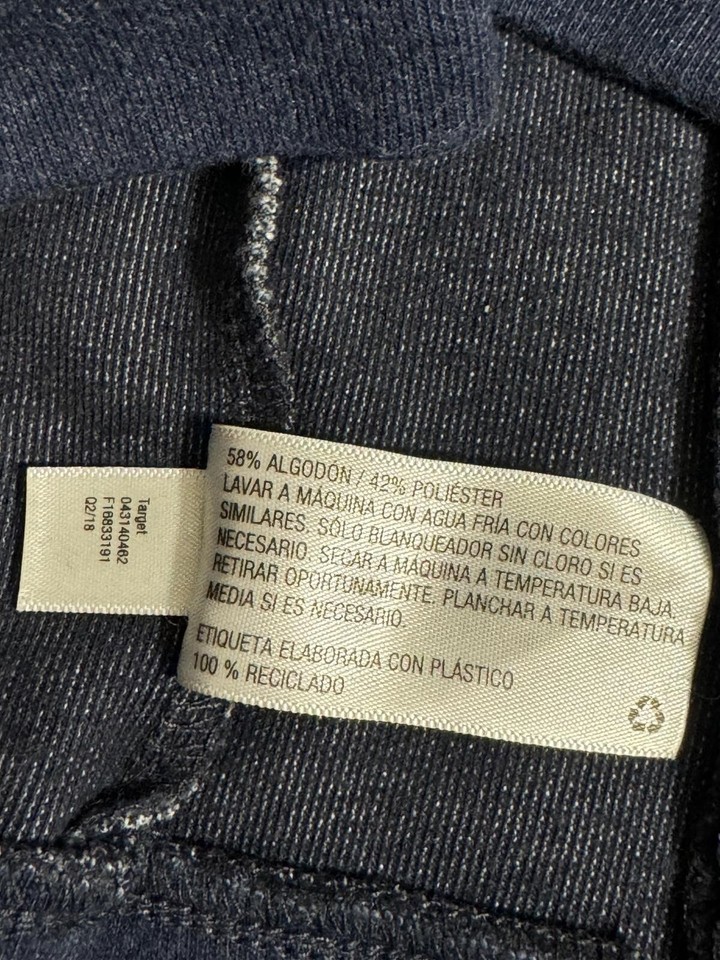 58% ALGODÓN / 42% POLIÉSTER
LAVAR A MÁQUINA CON AGUA FRÍA CON COLORES
SIMILARES. SÓLO BLANQUEADOR SIN CLORO SI ES
NECESARIO. SECAR A MÁQUINA A TEMPERATURA BAJA.
RETIRAR OPORTUNAMENTE. PLANCHAR A TEMPERATURA
MEDIA SI ES NECESARIO.
ETIQUETA ELABORADA CON PLÁSTICO
100 % RECICLADO
Target
043140462
F16833191
Q2/18